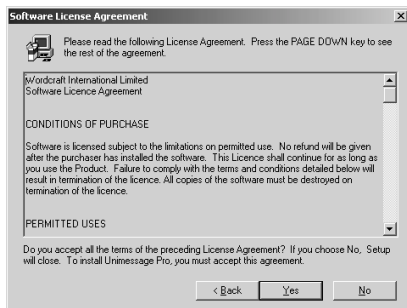 Software License Agreement
Please read the following License Agreement. Press the PAGE DOWN key to see
the rest of the agreement.
Wordcraft International Limited
Software Licence Agreement
CONDITIONS OF PURCHASE
Software is licensed subject to the limitations on permitted use. No refund will be given
after the purchaser has installed the software. This Licence shall continue for as long as
you use the Product. Failure to comply with the terms and conditions detailed below will
result in termination of the licence. All copies of the software must be destroyed on
termination of the licence.
PERMITTED USES
Do you accept all the terms of the preceding License Agreement? If you choose No, Setup
will close. To install Unimessage Pro, you must accept this agreement.
< Back Yes No